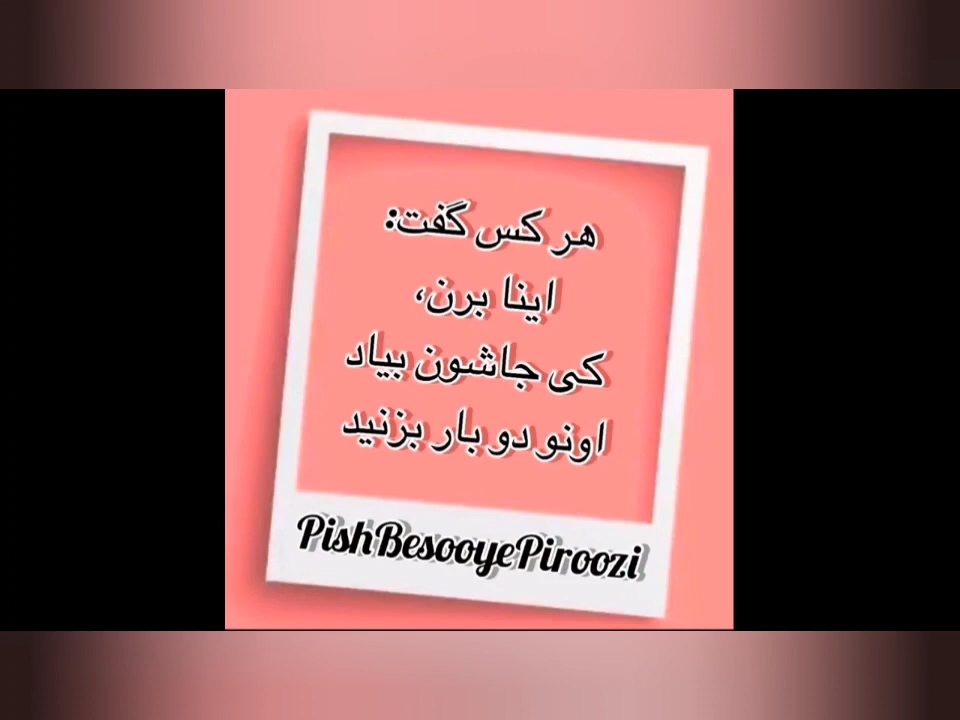 هر کس گفت:
اینا برن،
کی جاشون بیاد
اونو دو بار بزنید
PishBesooyePiroozi